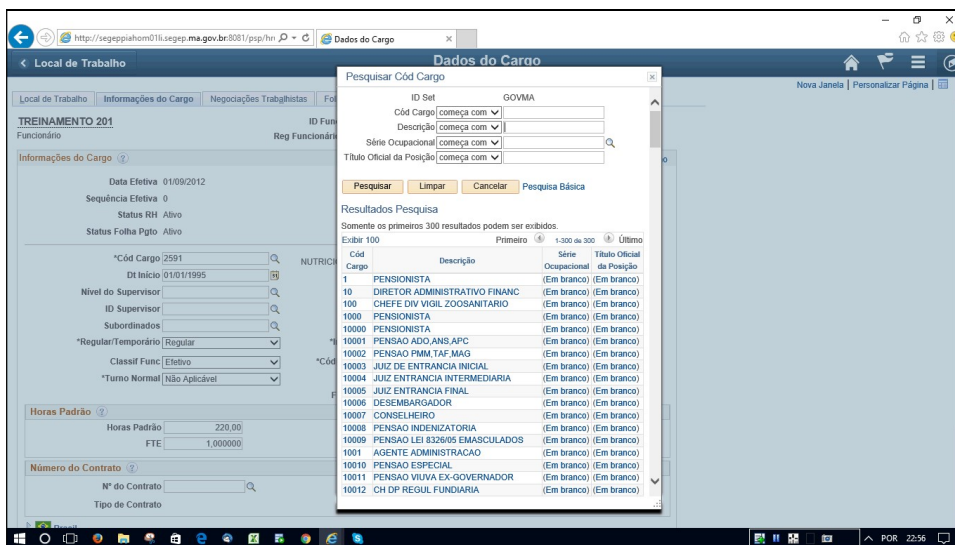 http://segeppiahom01li.segep.ma.gov.br:8081/psp/hri
Dados do Cargo
Local de Trabalho
Dados do Cargo
Nova Janela | Personalizar Página |
Local de Trabalho
Informações do Cargo
Negociações Trabalhistas
TREINAMENTO 201
Funcionário
Reg Funcionário
Informações do Cargo
Data Efetiva 01/09/2012
Sequência Efetiva 0
Status RH Ativo
Status Folha Pgto Ativo
*Cód Cargo 2591
Dt Início 01/01/1995
Nível do Supervisor
ID Supervisor
Subordinados
*Regular/Temporário Regular
Classif Func Efetivo
*Turno Normal Não Aplicável
Horas Padrão
Horas Padrão 220,00
FTE 1,000000
Número do Contrato
Nº do Contrato
Tipo de Contrato
Pesquisar Cód Cargo
ID Set GOVMA
Cód Cargo começa com
Descrição começa com
Série Ocupacional começa com
Título Oficial da Posição começa com
Pesquisar Limpar Cancelar Pesquisa Básica
Resultados Pesquisa
Somente os primeiros 300 resultados podem ser exibidos.
Exibir 100 Primeiro 1-300 de 300 Último
Cód Cargo Descrição Série Ocupacional Título Oficial da Posição
1 PENSIONISTA (Em branco) (Em branco)
10 DIRETOR ADMINISTRATIVO FINANC (Em branco) (Em branco)
100 CHEFE DIV VIGIL ZOOSANITARIO (Em branco) (Em branco)
1000 PENSIONISTA (Em branco) (Em branco)
10000 PENSIONISTA (Em branco) (Em branco)
10001 PENSAO ADO,ANS,APC (Em branco) (Em branco)
10002 PENSAO PMM,TAF,MAG (Em branco) (Em branco)
10003 JUIZ DE ENTRANCIA INICIAL (Em branco) (Em branco)
10004 JUIZ ENTRANCIA INTERMEDIARIA (Em branco) (Em branco)
10005 JUIZ ENTRANCIA FINAL (Em branco) (Em branco)
10006 DESEMBARGADOR (Em branco) (Em branco)
10007 CONSELHEIRO (Em branco) (Em branco)
10008 PENSAO INDENIZATORIA (Em branco) (Em branco)
10009 PENSAO LEI 8326/05 EMASCULADOS (Em branco) (Em branco)
1001 AGENTE ADMINISTRACAO (Em branco) (Em branco)
10010 PENSAO ESPECIAL (Em branco) (Em branco)
10011 PENSAO VIUVA EX-GOVERNADOR (Em branco) (Em branco)
10012 CH DP REGUL FUNDIARIA (Em branco) (Em branco)
POR 22:56